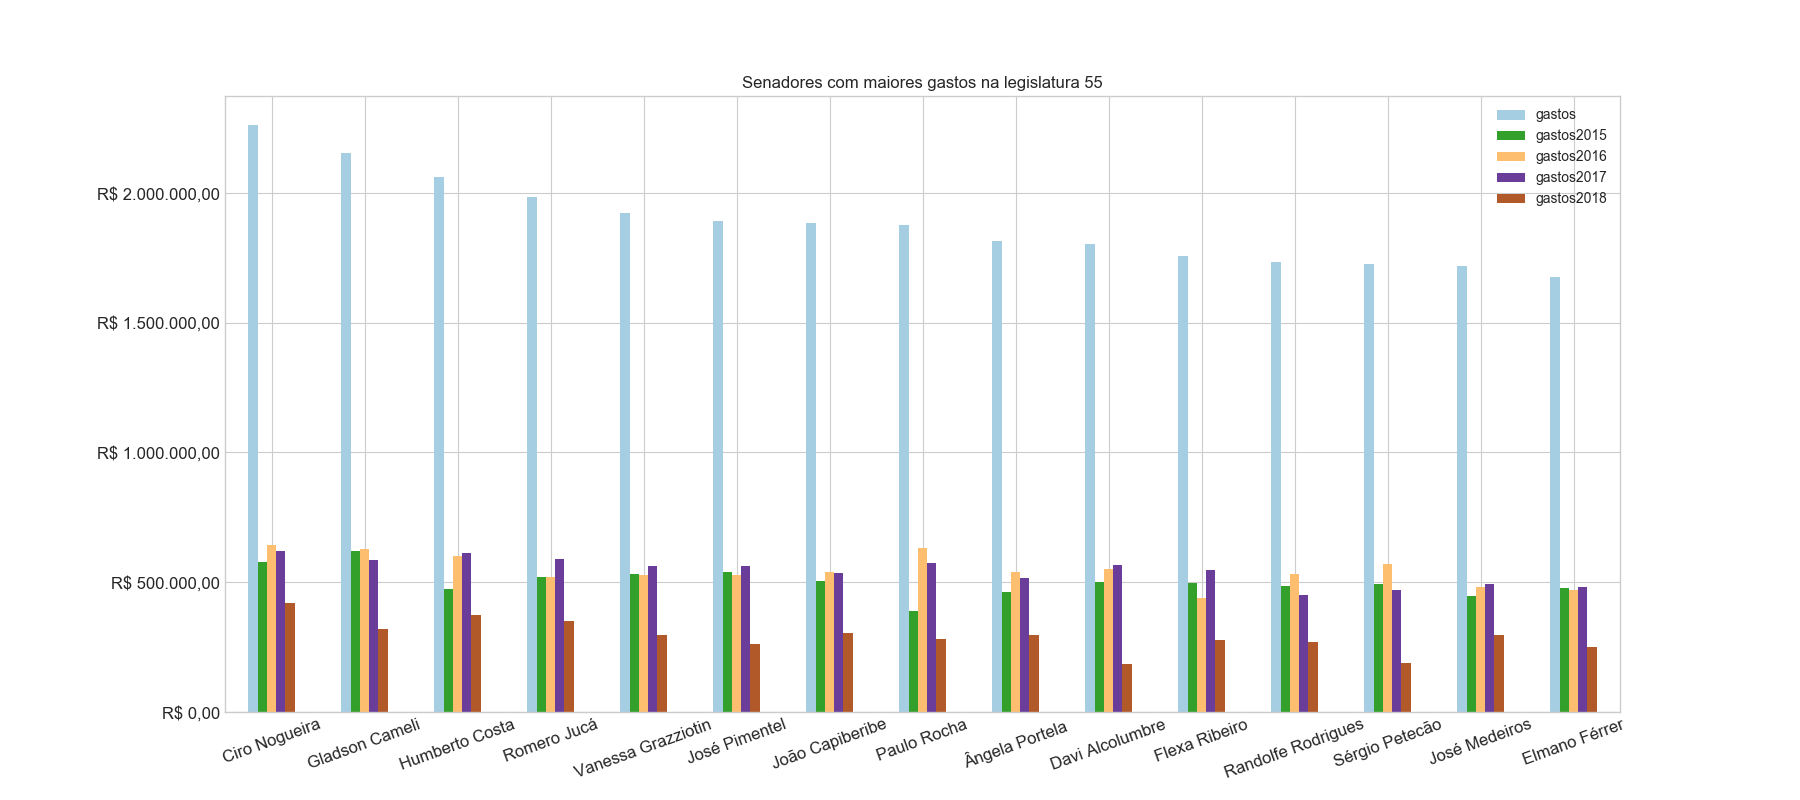 Senadores com maiores gastos na legislatura 55
gastos
gastos2015
gastos2016
gastos2017
gastos2018
R$ 2.000.000,00
R$ 1.500.000,00
R$ 1.000.000,00
R$ 500.000,00
R$ 0,00
Ciro Nogueira
Gladson Cameli
Humberto Costa
Romero Jucá
Vanessa Grazziotin
José Pimentel
João Capiberibe
Paulo Rocha
Ângela Portela
Davi Alcolumbre
Flexa Ribeiro
Randolfe Rodrigues
Sérgio Petecão
José Medeiros
Elmano Férrer